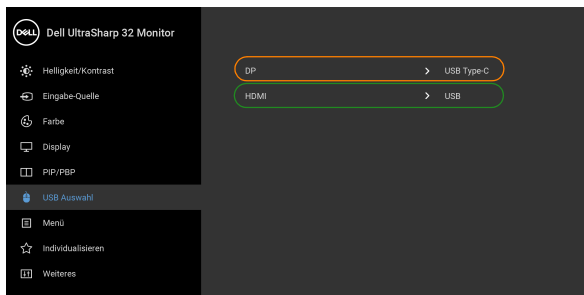 DELL Dell UltraSharp 32 Monitor
Helligkeit/Kontrast
Eingabe-Quelle
Farbe
Display
PIP/PBP
USB Auswahl
Menü
Individualisieren
Weiteres
DP > USB Type-C
HDMI > USB